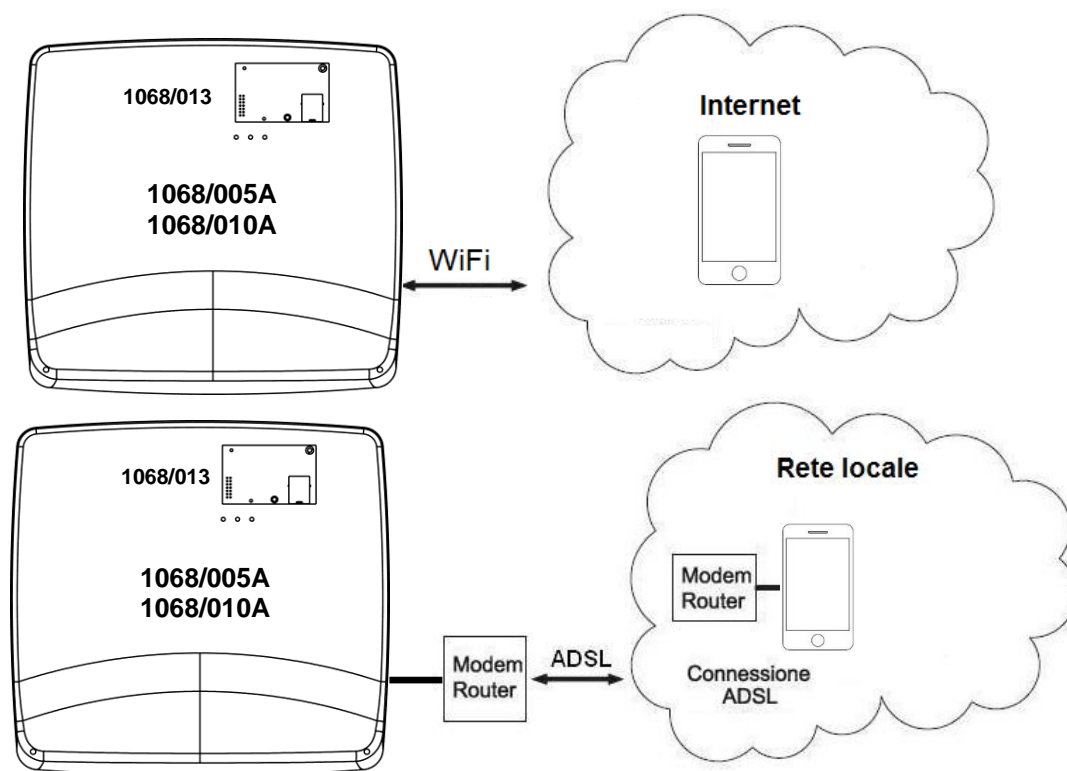 1068/013
1068/005A
1068/010A
WiFi
Internet
1068/013
1068/005A
1068/010A
Modem
Router
ADSL
Rete locale
Modem
Router
Connessione
ADSL